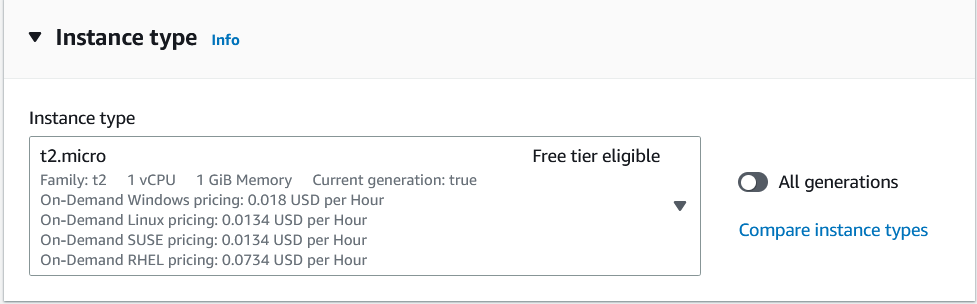 Instance type Info
Instance type
t2.micro Free tier eligible
Family: t2 1 vCPU 1 GiB Memory Current generation: true
On-Demand Windows pricing: 0.018 USD per Hour
On-Demand Linux pricing: 0.0134 USD per Hour
On-Demand SUSE pricing: 0.0134 USD per Hour
On-Demand RHEL pricing: 0.0734 USD per Hour
All generations
Compare instance types